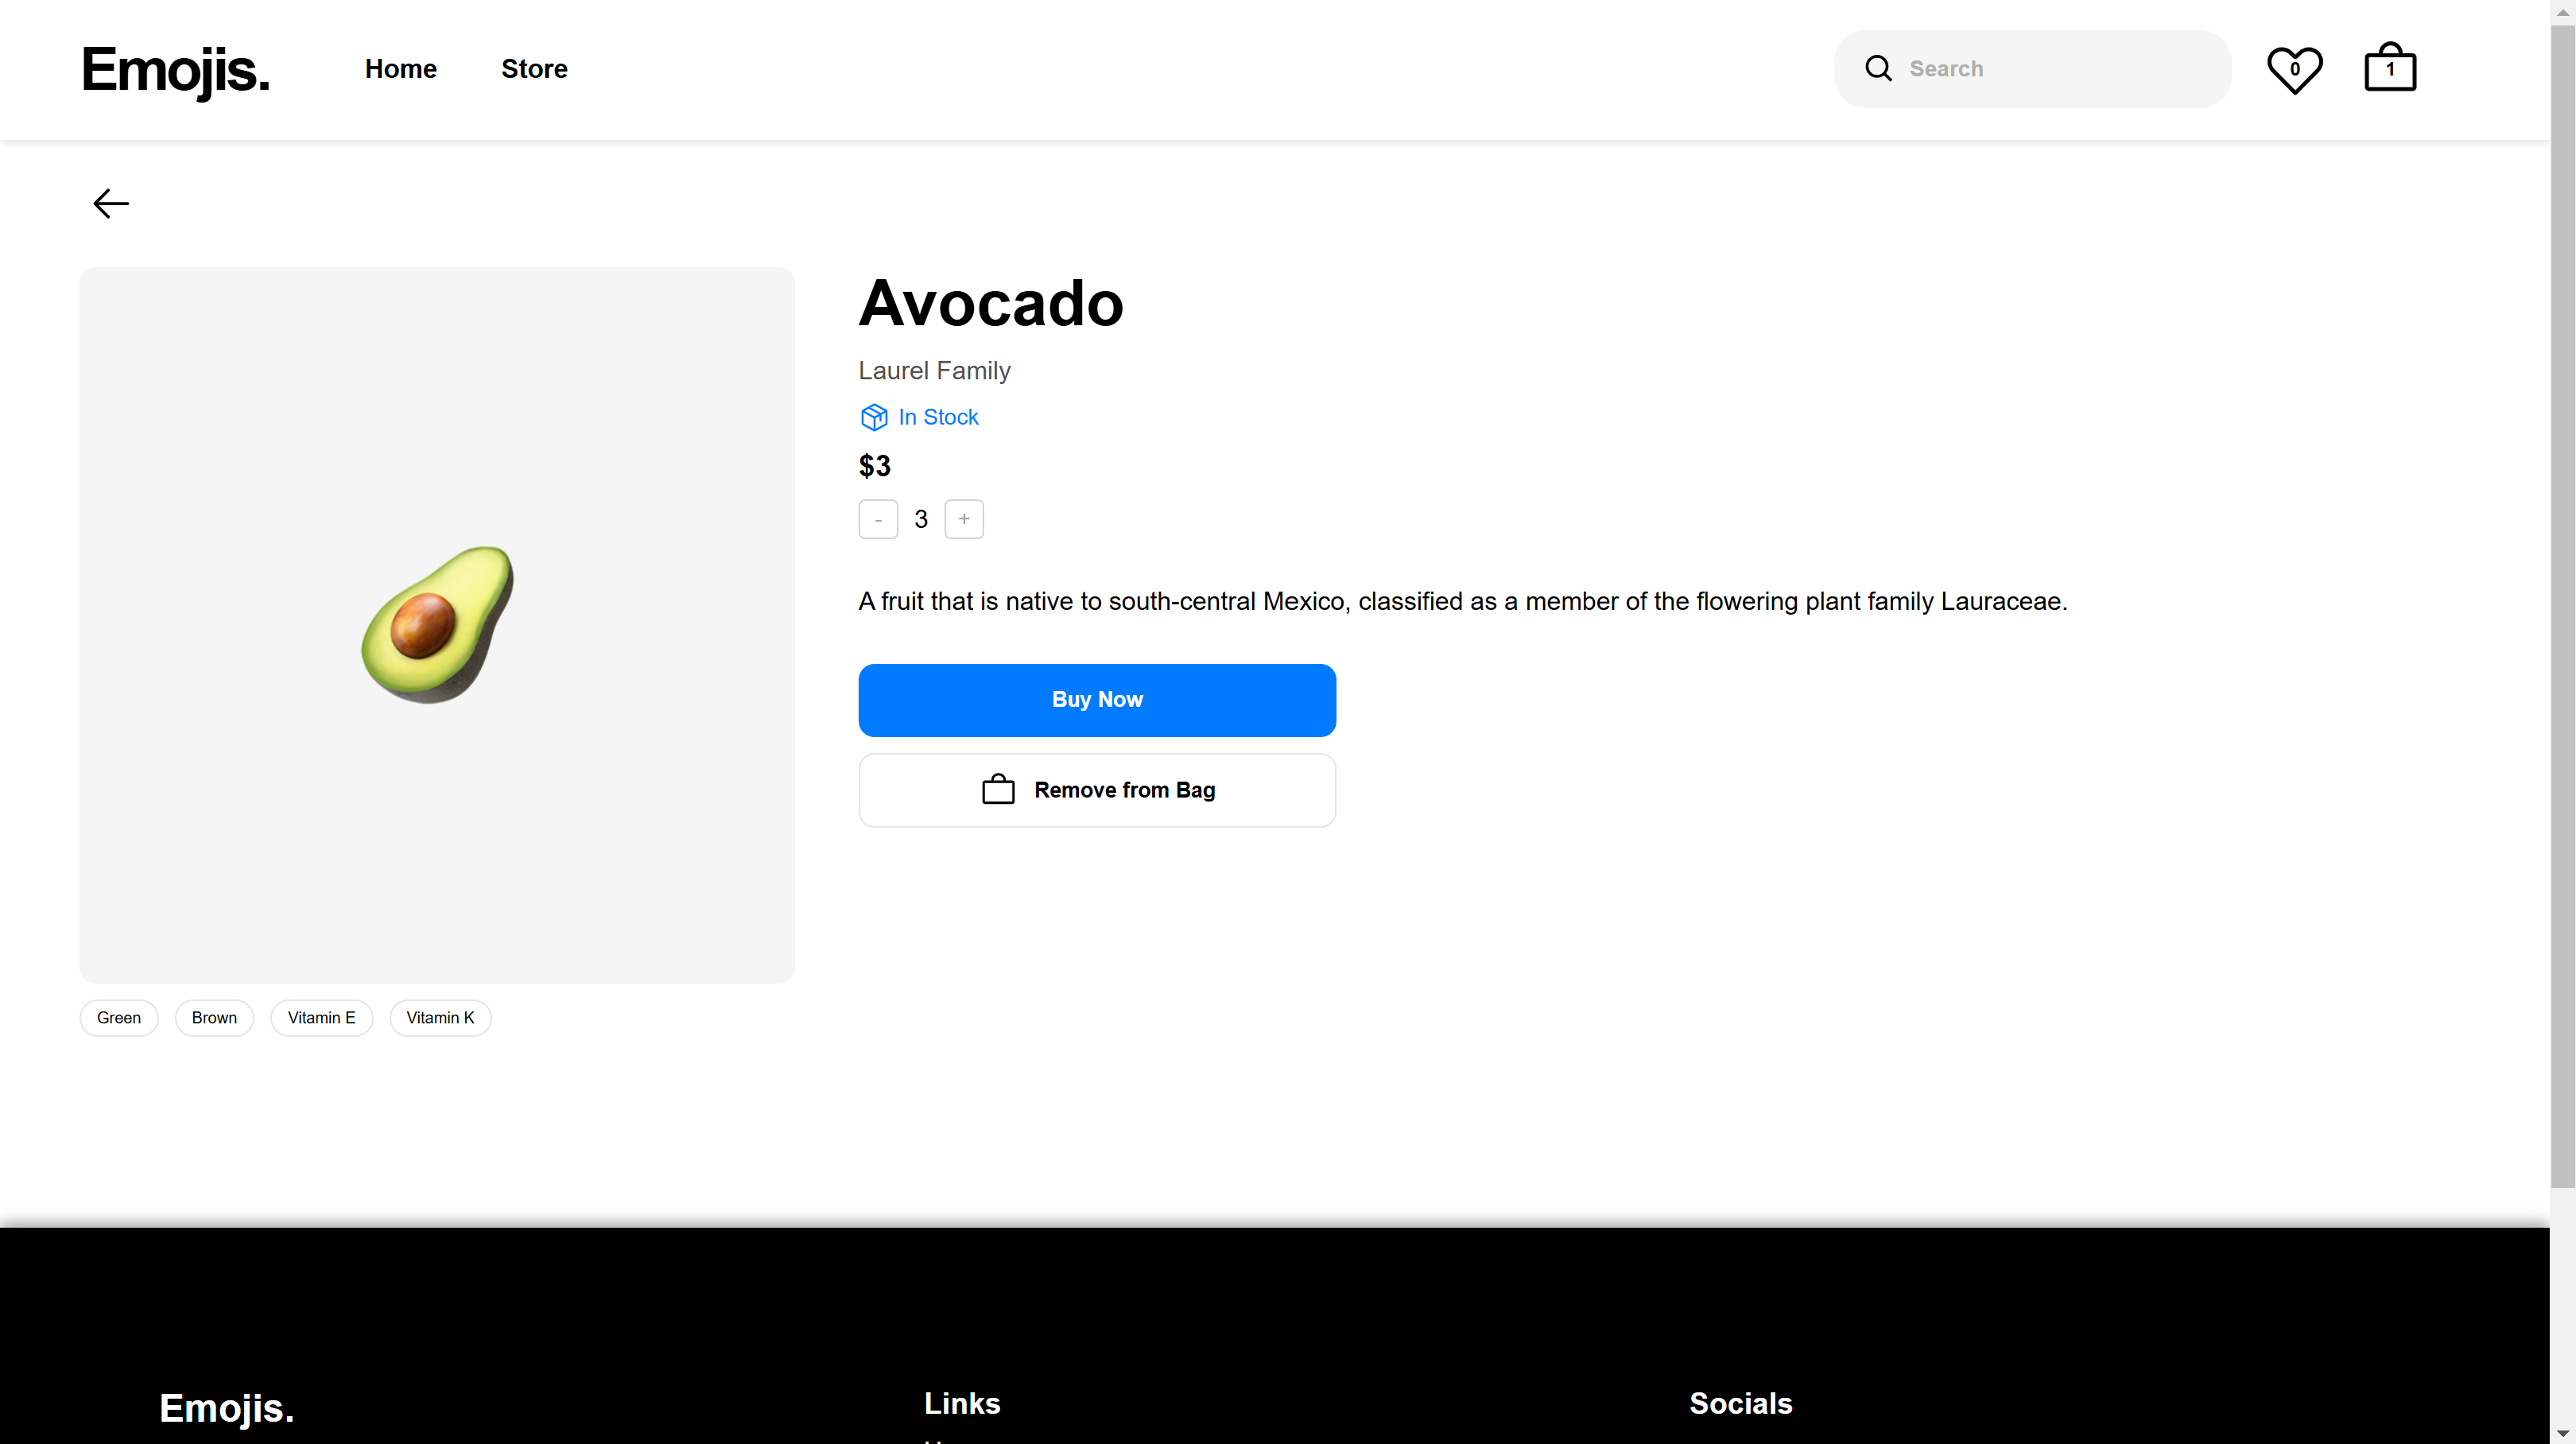 Emojis.
Home
Store
Search
0
1
Avocado
Laurel Family
In Stock
$3
- 3 +
A fruit that is native to south-central Mexico, classified as a member of the flowering plant family Lauraceae.
Buy Now
Remove from Bag
Green
Brown
Vitamin E
Vitamin K
Emojis.
Links
Socials